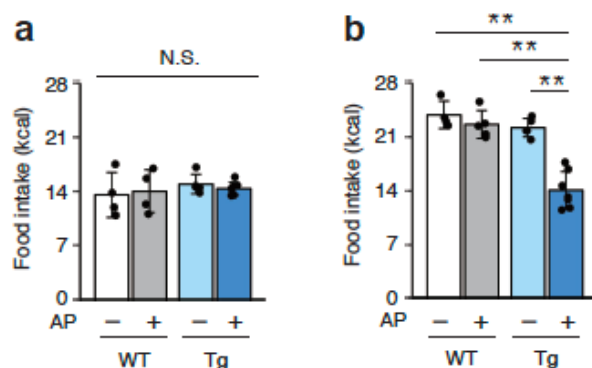 a
N.S.
Food intake (kcal)
28
21
14
7
0
AP − + − +
WT Tg
b
**
**
**
Food intake (kcal)
28
21
14
7
0
AP − + − +
WT Tg